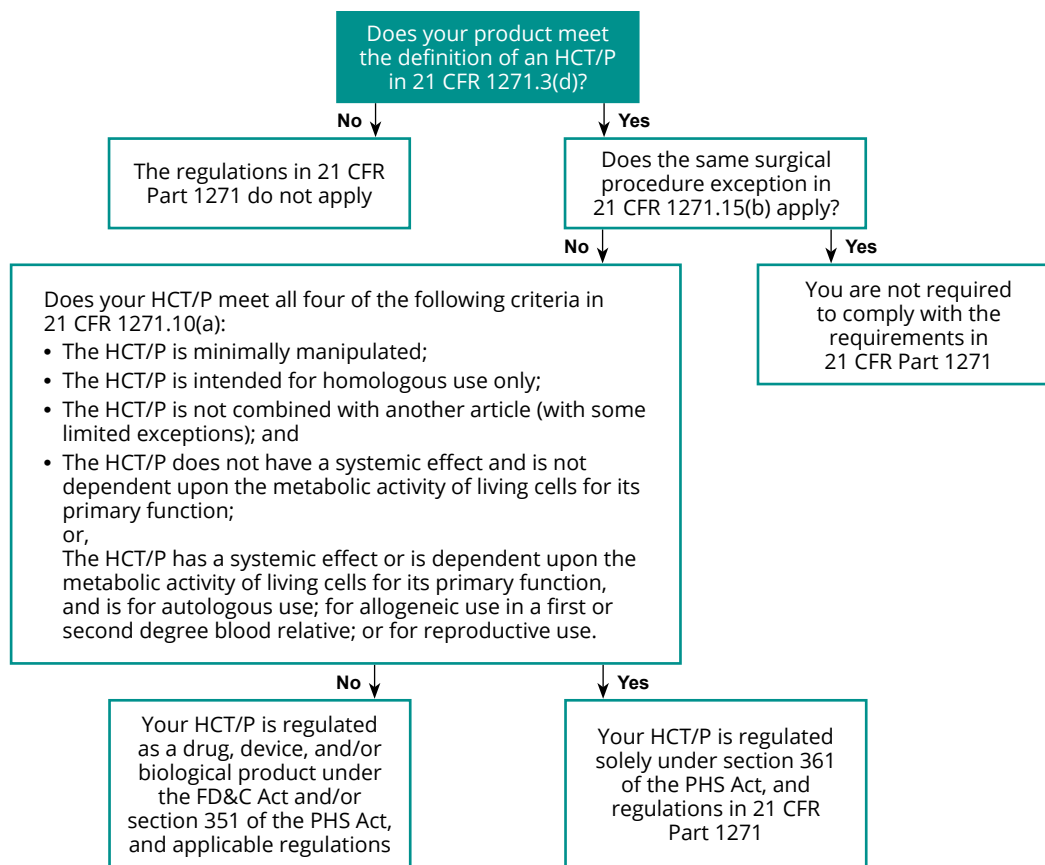 Does your product meet
the definition of an HCT/P
in 21 CFR 1271.3(d)?
No
Yes
The regulations in 21 CFR
Part 1271 do not apply
Does the same surgical
procedure exception in
21 CFR 1271.15(b) apply?
No
Yes
Does your HCT/P meet all four of the following criteria in
21 CFR 1271.10(a):
• The HCT/P is minimally manipulated;
• The HCT/P is intended for homologous use only;
• The HCT/P is not combined with another article (with some
limited exceptions); and
• The HCT/P does not have a systemic effect and is not
dependent upon the metabolic activity of living cells for its
primary function;
or,
The HCT/P has a systemic effect or is dependent upon the
metabolic activity of living cells for its primary function,
and is for autologous use; for allogeneic use in a first or
second degree blood relative; or for reproductive use.
You are not required
to comply with the
requirements in
21 CFR Part 1271
No
Yes
Your HCT/P is regulated
as a drug, device, and/or
biological product under
the FD&C Act and/or
section 351 of the PHS Act,
and applicable regulations
Your HCT/P is regulated
solely under section 361
of the PHS Act, and
regulations in 21 CFR
Part 1271